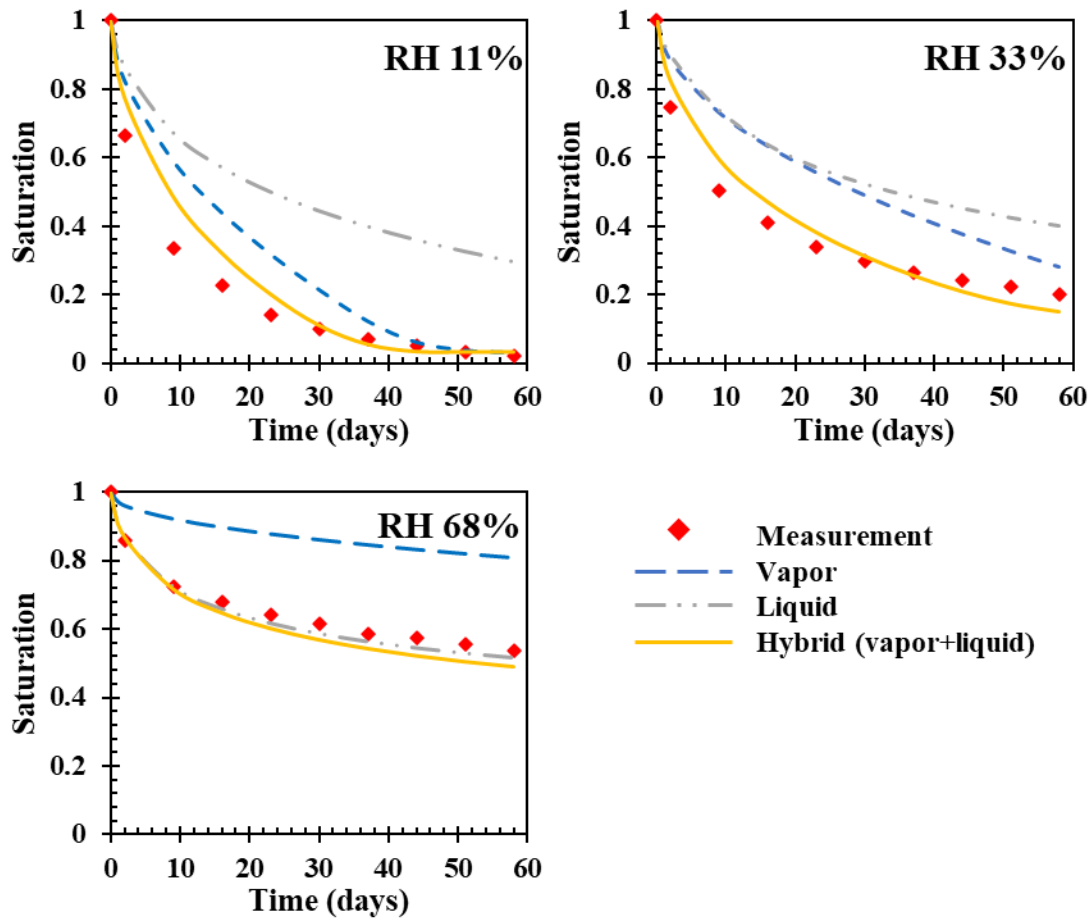 RH 11%
Saturation
1
0.8
0.6
0.4
0.2
0
0 10 20 30 40 50 60
Time (days)
RH 33%
Saturation
1
0.8
0.6
0.4
0.2
0
0 10 20 30 40 50 60
Time (days)
RH 68%
Saturation
1
0.8
0.6
0.4
0.2
0
0 10 20 30 40 50 60
Time (days)
Measurement
Vapor
Liquid
Hybrid (vapor+liquid)